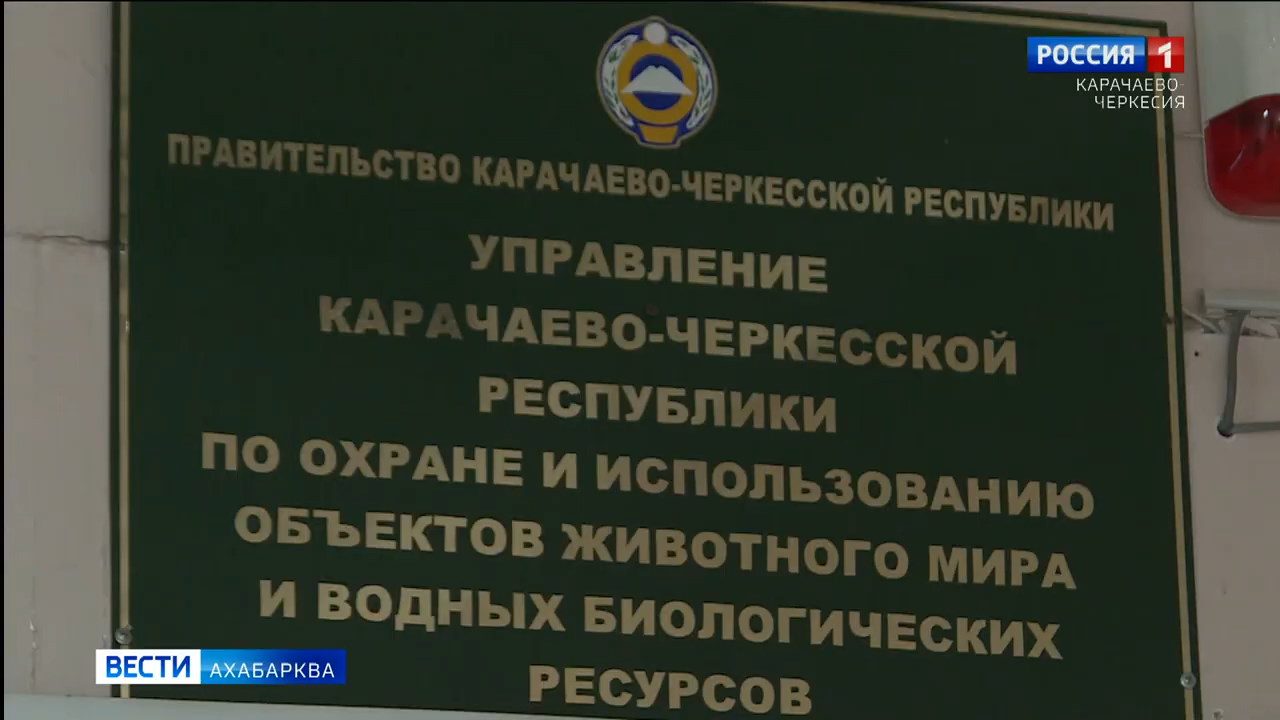 РОССИЯ 1
КАРАЧАЕВО-
ЧЕРКЕСИЯ
ПРАВИТЕЛЬСТВО КАРАЧАЕВО-ЧЕРКЕССКОЙ РЕСПУБЛИКИ
УПРАВЛЕНИЕ
КАРАЧАЕВО-ЧЕРКЕССКОЙ
РЕСПУБЛИКИ
ПО ОХРАНЕ И ИСПОЛЬЗОВАНИЮ
ОБЪЕКТОВ ЖИВОТНОГО МИРА
И ВОДНЫХ БИОЛОГИЧЕСКИХ
РЕСУРСОВ
ВЕСТИ АХАБАРКВА